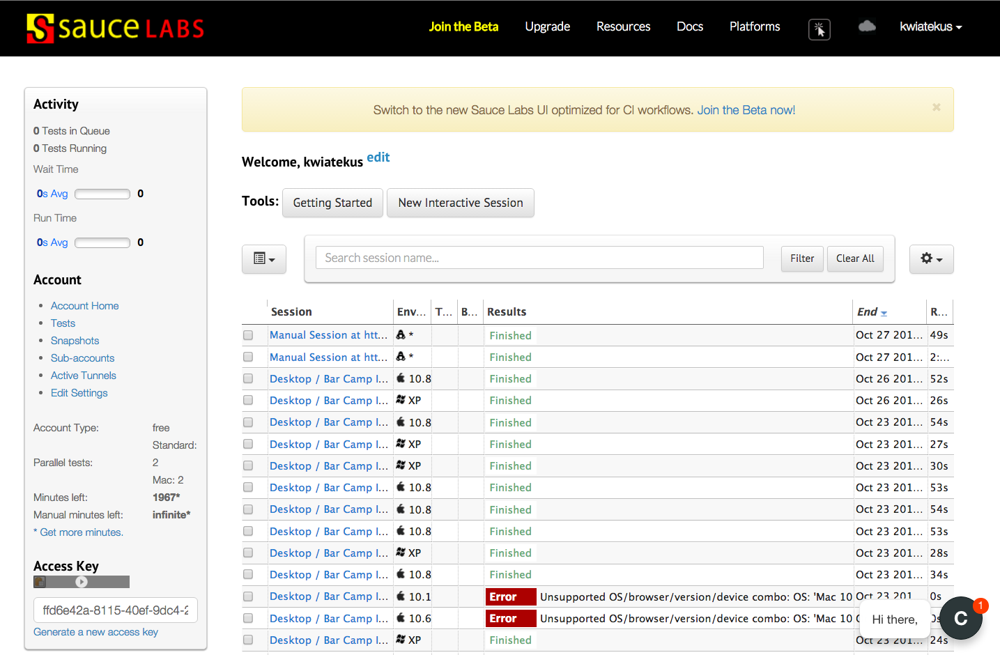 sauce LABS
Join the Beta Upgrade Resources Docs Platforms kwiatekus
Activity
0 Tests in Queue
0 Tests Running
Wait Time
0s Avg 0
Run Time
0s Avg 0
Account
Account Home
Tests
Snapshots
Sub-accounts
Active Tunnels
Edit Settings
Account Type: free
Standard:
Parallel tests: 2
Mac: 2
Minutes left: 1967*
Manual minutes left: infinite*
* Get more minutes.
Access Key
ffd6e42a-8115-40ef-9dc4-2
Generate a new access key
Switch to the new Sauce Labs UI optimized for CI workflows. Join the Beta now! ×
Welcome, kwiatekus edit
Tools: Getting Started New Interactive Session
Search session name... Filter Clear All
Session Env... T... B... Results End R...
Manual Session at htt... * Finished Oct 27 201... 49s
Manual Session at htt... * Finished Oct 27 201... 2:...
Desktop / Bar Camp I... 10.8 Finished Oct 26 201... 52s
Desktop / Bar Camp I... XP Finished Oct 26 201... 26s
Desktop / Bar Camp I... 10.8 Finished Oct 23 201... 54s
Desktop / Bar Camp I... XP Finished Oct 23 201... 27s
Desktop / Bar Camp I... XP Finished Oct 23 201... 30s
Desktop / Bar Camp I... 10.8 Finished Oct 23 201... 53s
Desktop / Bar Camp I... 10.8 Finished Oct 23 201... 54s
Desktop / Bar Camp I... 10.8 Finished Oct 23 201... 53s
Desktop / Bar Camp I... XP Finished Oct 23 201... 28s
Desktop / Bar Camp I... 10.8 Finished Oct 23 201... 34s
Desktop / Bar Camp I... 10.1 Error Unsupported OS/browser/version/device combo: OS: 'Mac 10 Oct 23 201 0s
Desktop / Bar Camp I... 10.6 Error Unsupported OS/browser/version/device combo: OS: 'Mac 10 0s
Desktop / Bar Camp I... XP Finished Oct 23 201... 24s
Hi there,
C
1